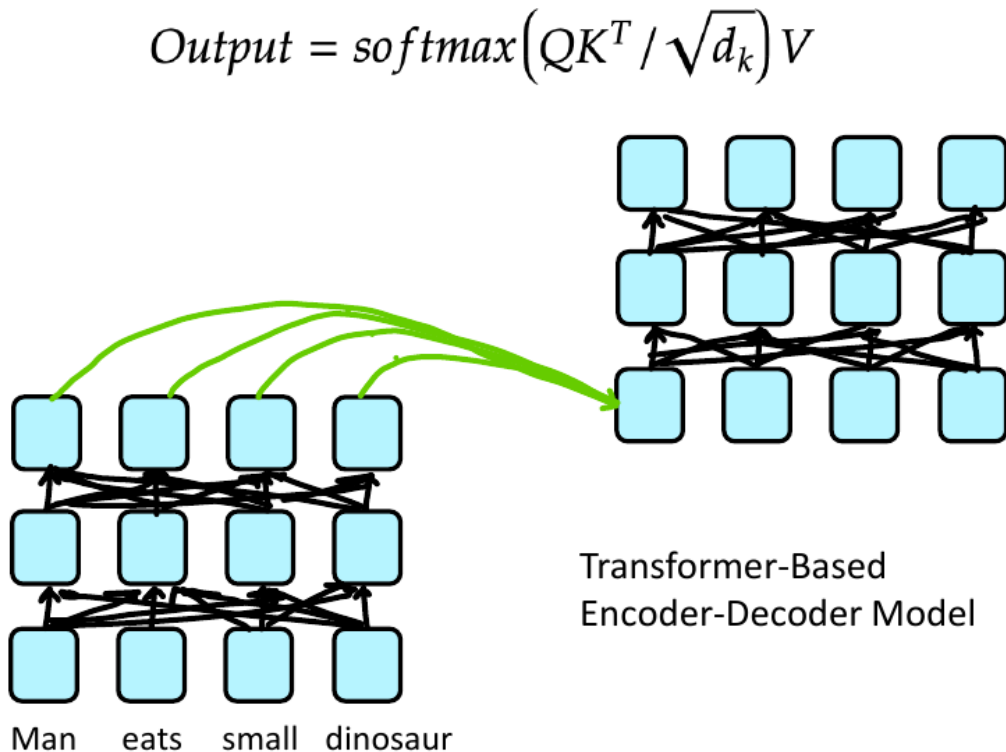 Output = softmax(QK^T / √d_k) V
Transformer-Based
Encoder-Decoder Model
Man eats small dinosaur